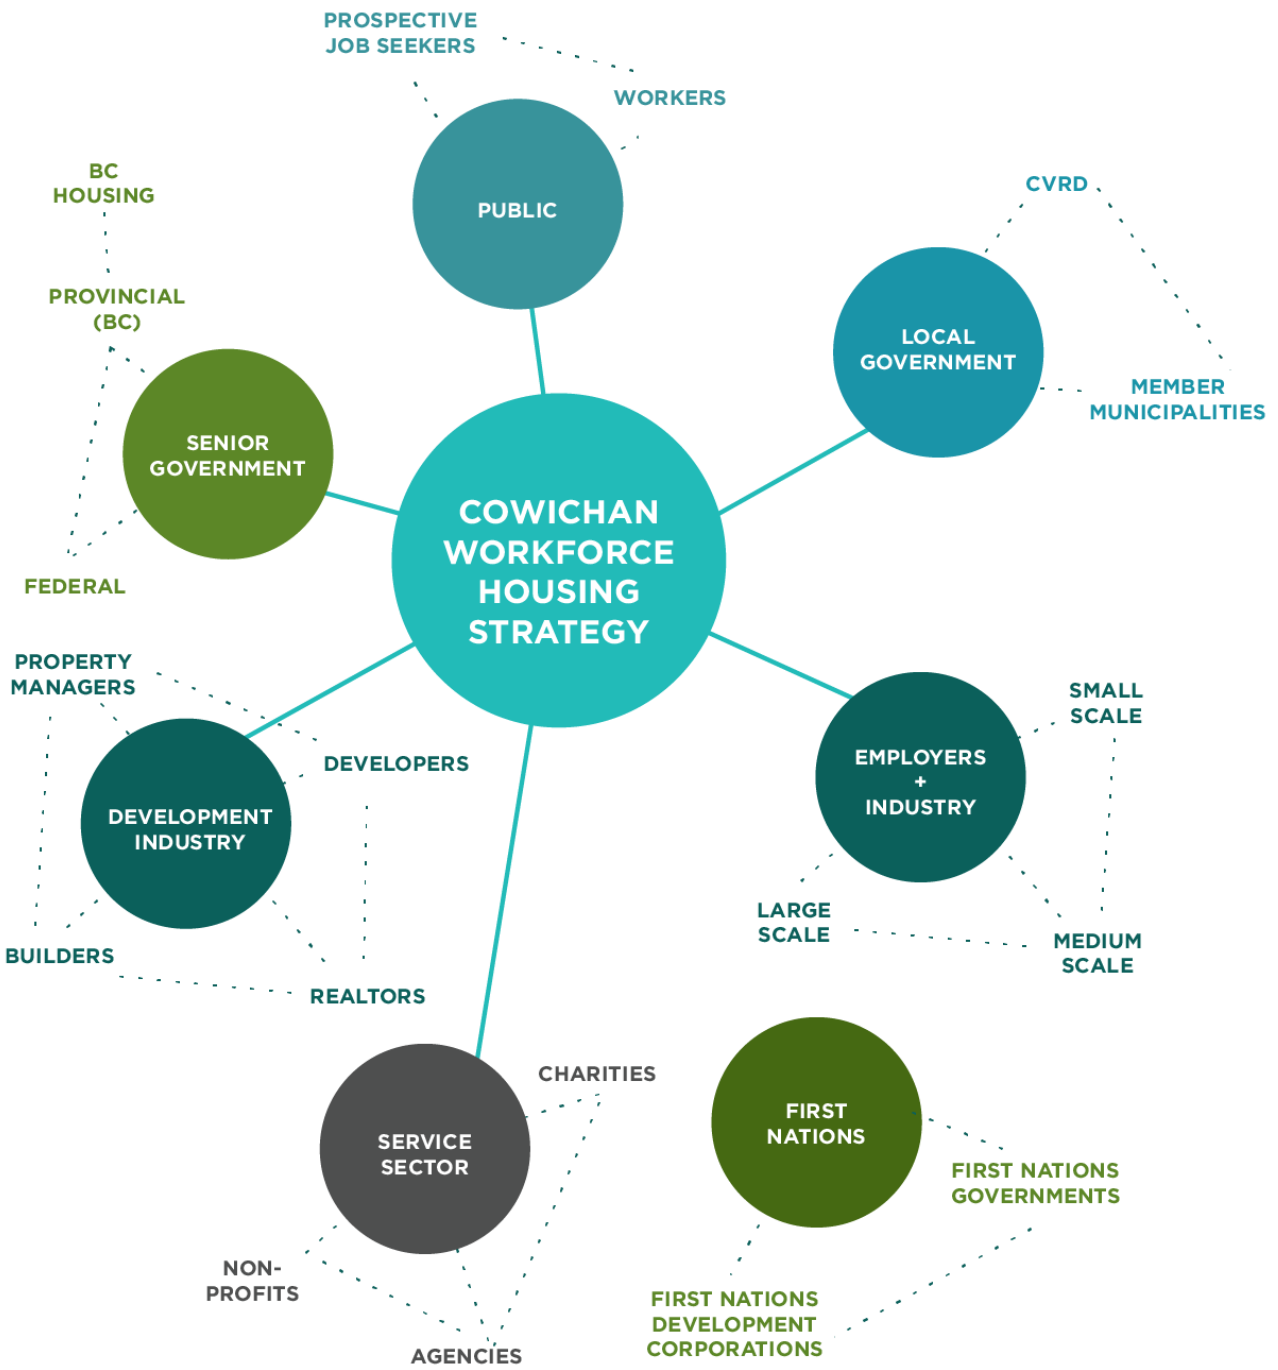 PROSPECTIVE
JOB SEEKERS
WORKERS
PUBLIC
BC
HOUSING
PROVINCIAL
(BC)
SENIOR
GOVERNMENT
FEDERAL
CVRD
LOCAL
GOVERNMENT
MEMBER
MUNICIPALITIES
COWICHAN
WORKFORCE
HOUSING
STRATEGY
PROPERTY
MANAGERS
DEVELOPERS
DEVELOPMENT
INDUSTRY
BUILDERS
REALTORS
SMALL
SCALE
EMPLOYERS
+
INDUSTRY
LARGE
SCALE
MEDIUM
SCALE
CHARITIES
SERVICE
SECTOR
NON-
PROFITS
AGENCIES
FIRST
NATIONS
FIRST NATIONS
GOVERNMENTS
FIRST NATIONS
DEVELOPMENT
CORPORATIONS